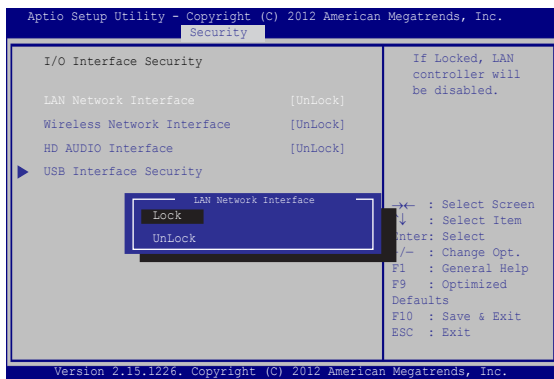 Aptio Setup Utility - Copyright (C) 2012 American Megatrends, Inc.
Security
I/O Interface Security
LAN Network Interface [UnLock]
Wireless Network Interface [UnLock]
HD AUDIO Interface [UnLock]
USB Interface Security
If Locked, LAN
controller will
be disabled.
LAN Network Interface
Lock
UnLock
→← : Select Screen
↑↓ : Select Item
Enter: Select
+/— : Change Opt.
F1 : General Help
F9 : Optimized
Defaults
F10 : Save & Exit
ESC : Exit
Version 2.15.1226. Copyright (C) 2012 American Megatrends, Inc.